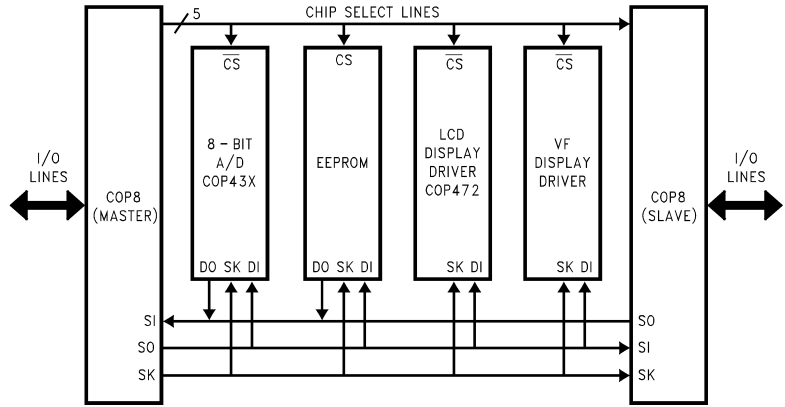 5 CHIP SELECT LINES
CS CS CS CS
8 - BIT
A/D
COP43X
EEPROM
LCD
DISPLAY
DRIVER
COP472
VF
DISPLAY
DRIVER
I/O
LINES
COP8
(MASTER)
COP8
(SLAVE)
I/O
LINES
DO SK DI DO SK DI SK DI SK DI
SI SO
SO SI
SK SK